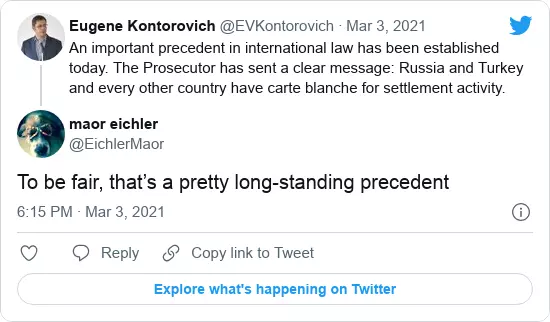 Eugene Kontorovich @EVKontorovich · Mar 3, 2021
An important precedent in international law has been established
today. The Prosecutor has sent a clear message: Russia and Turkey
and every other country have carte blanche for settlement activity.
maor eichler
@EichlerMaor
To be fair, that’s a pretty long-standing precedent
6:15 PM · Mar 3, 2021
Reply
Copy link to Tweet
Explore what's happening on Twitter